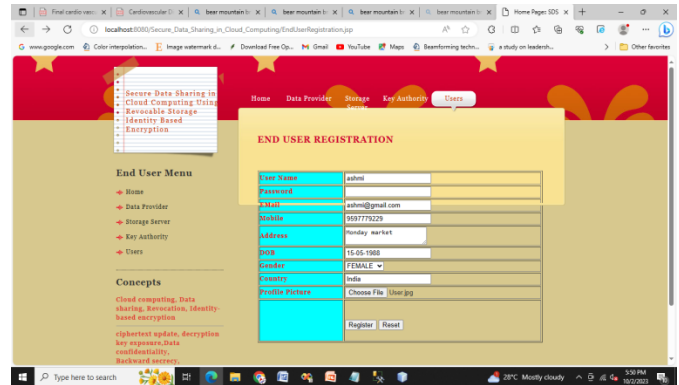 Final cardio vascu
Cardiovascular Di
bear mountain b
bear mountain b
bear mountain b
bear mountain b
Home Page: SDS
localhost:8080/Secure_Data_Sharing_in_Cloud_Computing/EndUserRegistration.jsp
www.google.com
Color interpolation...
Image watermark d...
Download Free Op...
Gmail
YouTube
Maps
Beamforming techn...
a study on leadersh...
Other favorites
Secure Data Sharing in
Cloud Computing Using
Revocable Storage
Identity Based
Encryption
Home Data Provider Storage Server Key Authority Users
END USER REGISTRATION
User Name ashmi
Password
EMail ashmi@gmail.com
Mobile 9597779229
Address Monday market
DOB 15-05-1988
Gender FEMALE
Country India
Profile Picture Choose File User.jpg
Register Reset
End User Menu
Home
Data Provider
Storage Server
Key Authority
Users
Concepts
Cloud computing, Data
sharing, Revocation, Identity-
based encryption
ciphertext update, decryption
key exposure,Data
confidentiality,
Backward secrecy,
Type here to search
28°C Mostly cloudy
5:50 PM
10/2/2023